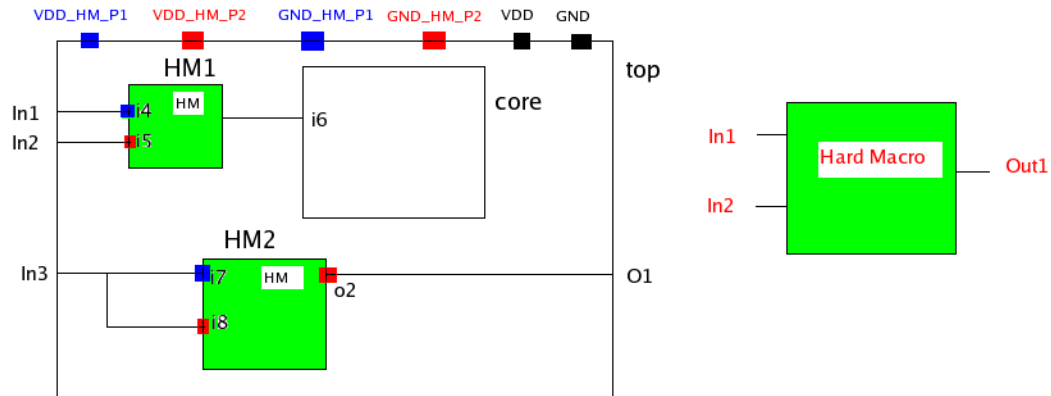 VDD_HM_P1 VDD_HM_P2 GND_HM_P1 GND_HM_P2 VDD GND
HM1
top
In1
i4
HM
i6
core
In2
i5
In1
Hard Macro
Out1
In2
HM2
In3
i7
HM
o2
O1
i8